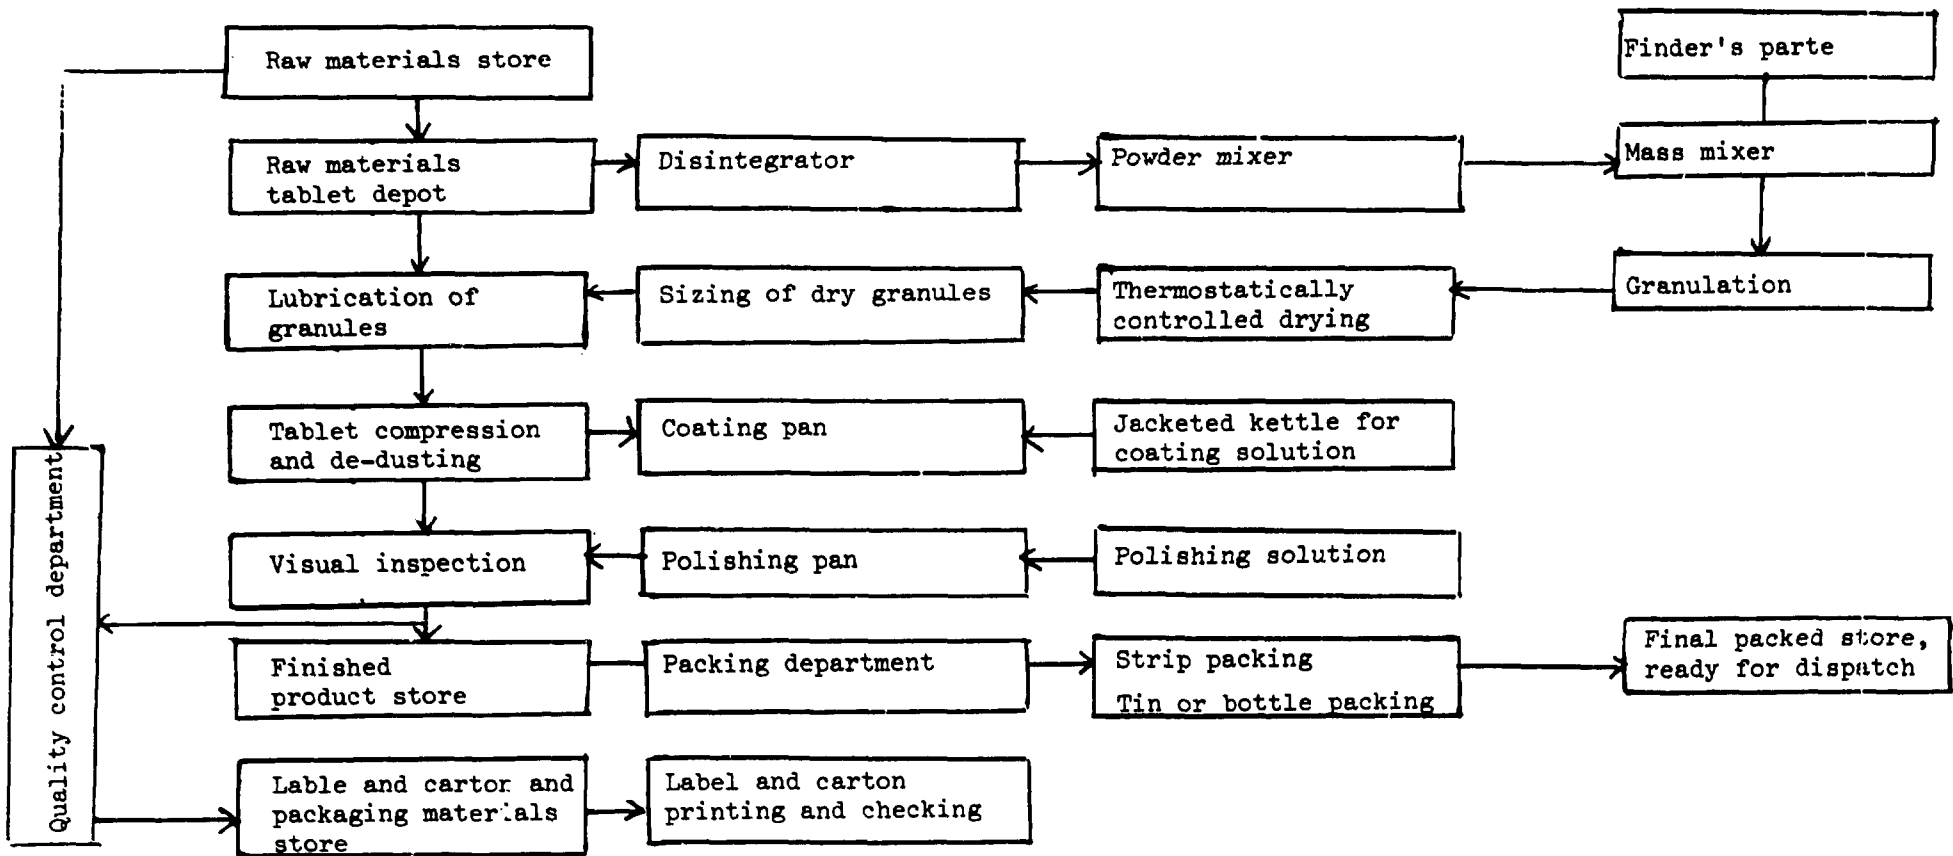 Raw materials store
Finder's parte
Raw materials
tablet depot
Disintegrator
Powder mixer
Mass mixer
Lubrication of
granules
Sizing of dry granules
Thermostatically
controlled drying
Granulation
Tablet compression
and de-dusting
Coating pan
Jacketed kettle for
coating solution
Quality control department
Visual inspection
Polishing pan
Polishing solution
Finished
product store
Packing department
Strip packing
Tin or bottle packing
Final packed store,
ready for dispatch
Lable and carton and
packaging materials
store
Label and carton
printing and checking